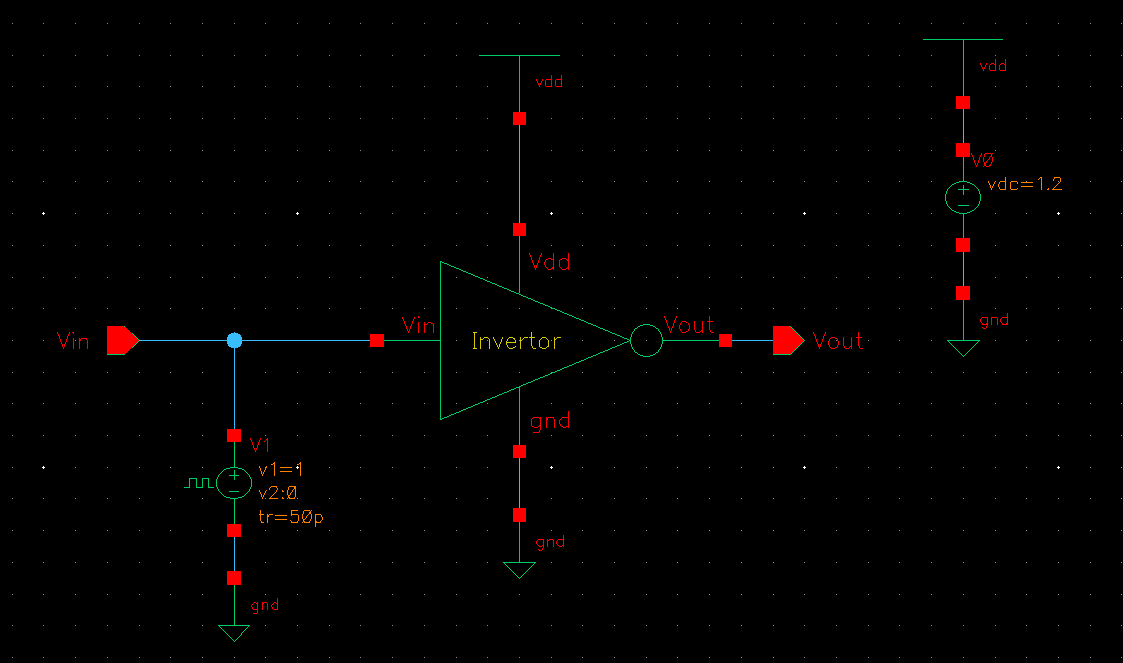 vdd
vdd
V0
vdc=1.2
Vdd
Vin
Vin
Invertor
Vout
Vout
gnd
gnd
V1
v1=1
v2:0
tr=50p
gnd
gnd